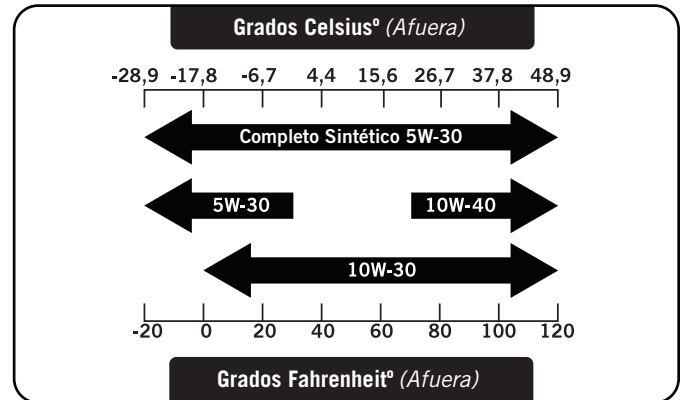 Grados Celsiusº (Afuera)
-28,9 -17,8 -6,7 4,4 15,6 26,7 37,8 48,9
Completo Sintético 5W-30
5W-30 10W-40
10W-30
-20 0 20 40 60 80 100 120
Grados Fahrenheitº (Afuera)